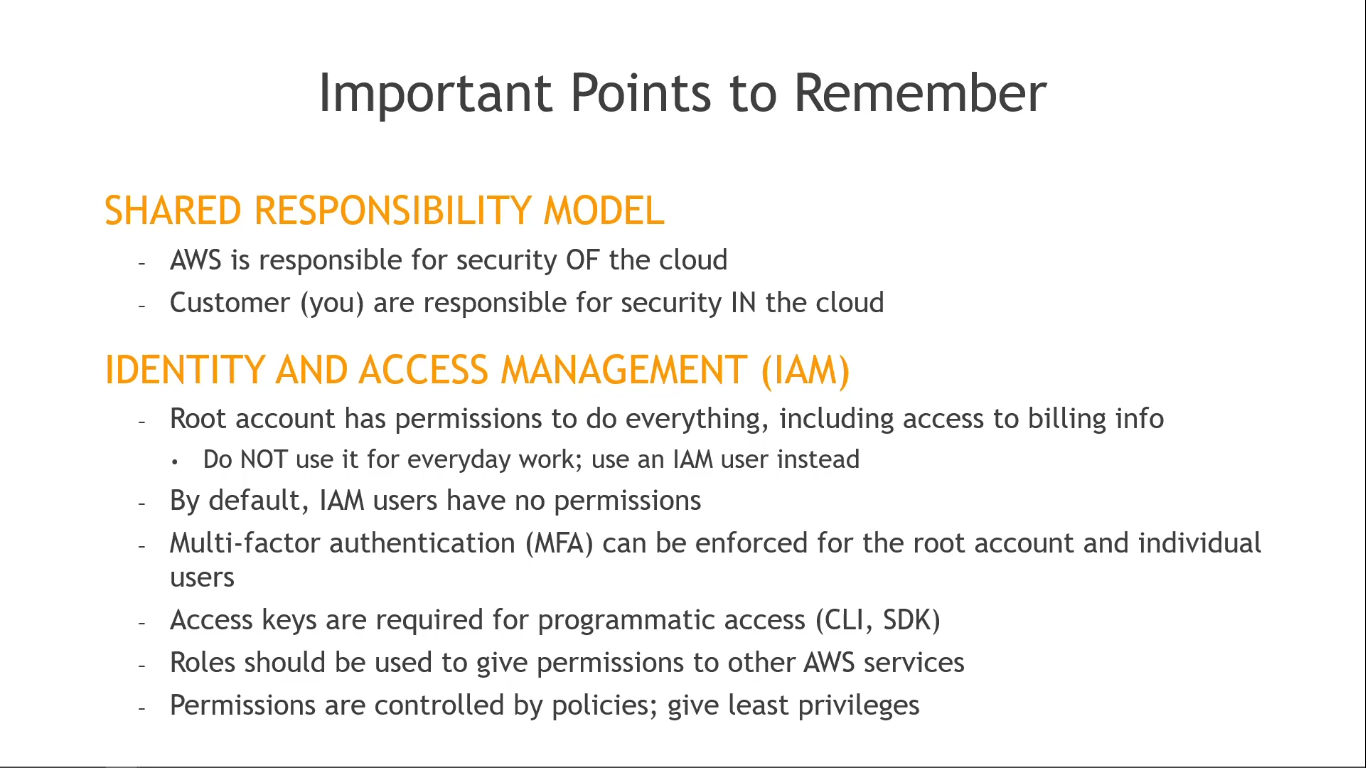 Important Points to Remember
SHARED RESPONSIBILITY MODEL
- AWS is responsible for security OF the cloud
- Customer (you) are responsible for security IN the cloud
IDENTITY AND ACCESS MANAGEMENT (IAM)
- Root account has permissions to do everything, including access to billing info
• Do NOT use it for everyday work; use an IAM user instead
- By default, IAM users have no permissions
- Multi-factor authentication (MFA) can be enforced for the root account and individual
users
- Access keys are required for programmatic access (CLI, SDK)
- Roles should be used to give permissions to other AWS services
- Permissions are controlled by policies; give least privileges